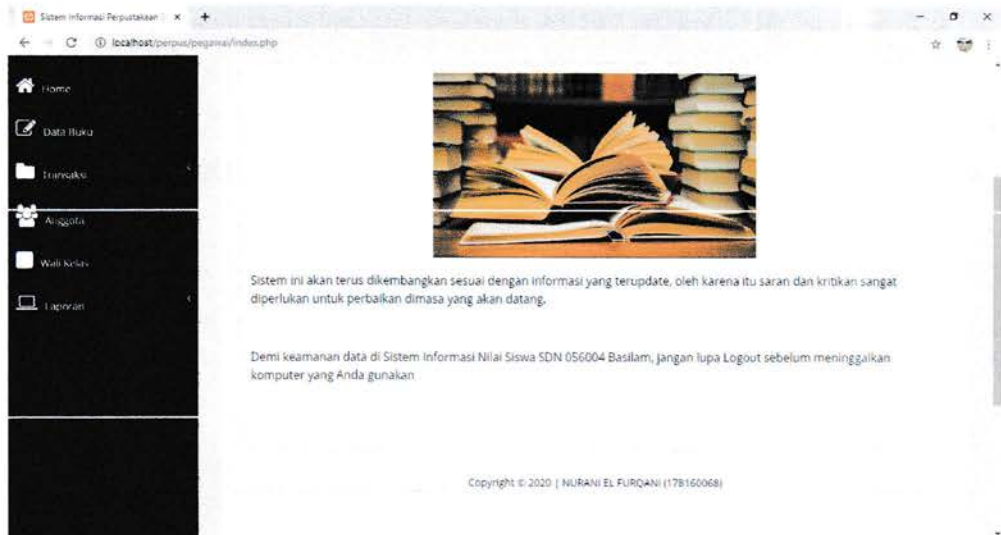 Sistem Informasi Perpustakaan
localhost/perpus/pegawai/index.php
Home
Data Buku
Transaksi
Anggota
Wali Kelas
Laporan
Sistem ini akan terus dikembangkan sesuai dengan informasi yang terupdate, oleh karena itu saran dan kritikan sangat
diperlukan untuk perbaikan dimasa yang akan datang.
Demi keamanan data di Sistem Informasi Nilai Siswa SDN 056004 Basilam, jangan lupa Logout sebelum meninggalkan
komputer yang Anda gunakan
Copyright © 2020 | NURANI EL FURQANI (178160068)